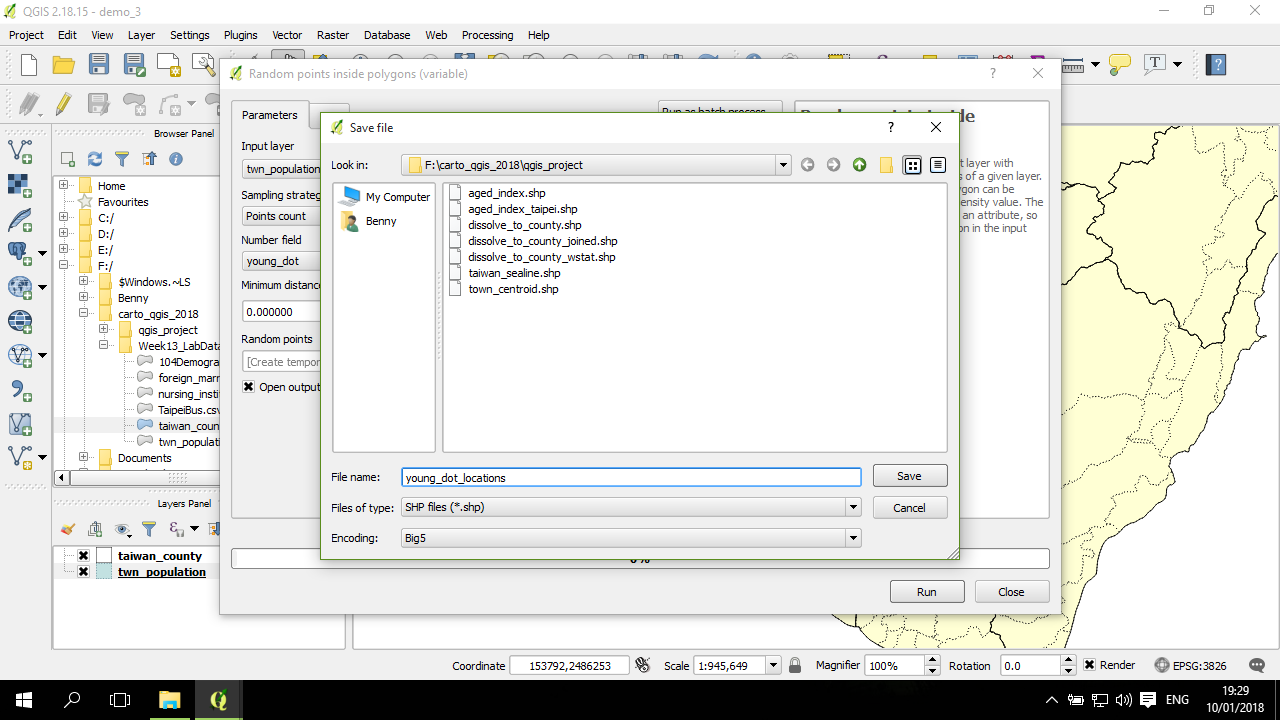 QGIS 2.18.15 - demo_3
Project Edit View Layer Settings Plugins Vector Raster Database Web Processing Help
Random points inside polygons (variable)
Parameters
Run as batch process
Input layer
twn_population
Sampling strateg
Points count
Number field
young_dot
Minimum distance
0.000000
Random points
[Create tempor
Open output
t layer with
s of a given layer.
gon can be
ensity value. The
an attribute, so
on in the input
Save file
Look in:
F:\carto_qgis_2018\qgis_project
My Computer
Benny
aged_index.shp
aged_index_taipei.shp
dissolve_to_county.shp
dissolve_to_county_joined.shp
dissolve_to_county_wstat.shp
taiwan_sealine.shp
town_centroid.shp
File name:
young_dot_locations
Save
Files of type:
SHP files (*.shp)
Cancel
Encoding:
Big5
0%
Run
Close
Browser Panel
Home
Favourites
C:/
D:/
E:/
F:/
$Windows.~LS
Benny
carto_qgis_2018
qgis_project
Week13_LabData
104Demogra
foreign_marr
nursing_insti
TaipeiBus.csv
taiwan_coun
twn_populati
Documents
Layers Panel
taiwan_county
twn_population
Coordinate 153792,2486253 Scale 1:945,649 Magnifier 100% Rotation 0.0 Render EPSG:3826
ENG
19:29
10/01/2018